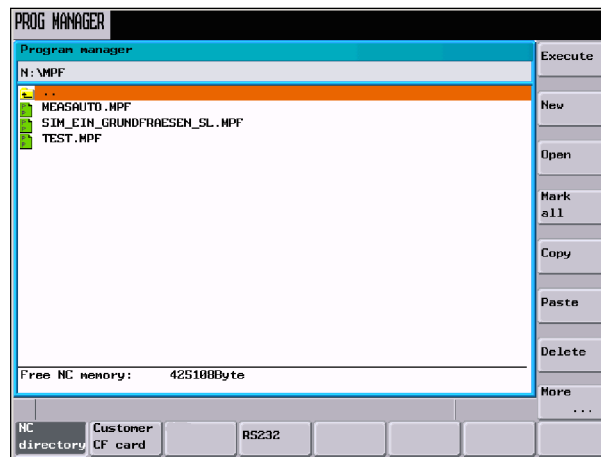 PROG MANAGER
Program manager
N:\MPF
..
MEASAUTO.MPF
SIM_EIN_GRUNDFRAESEN_SL.MPF
TEST.MPF
Free NC memory: 425108Byte
Execute
New
Open
Mark
all
Copy
Paste
Delete
More
...
NC
directory
Customer
CF card
RS232